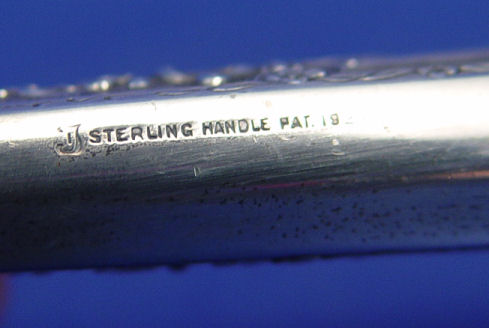 STERLING HANDLE PAT. 19